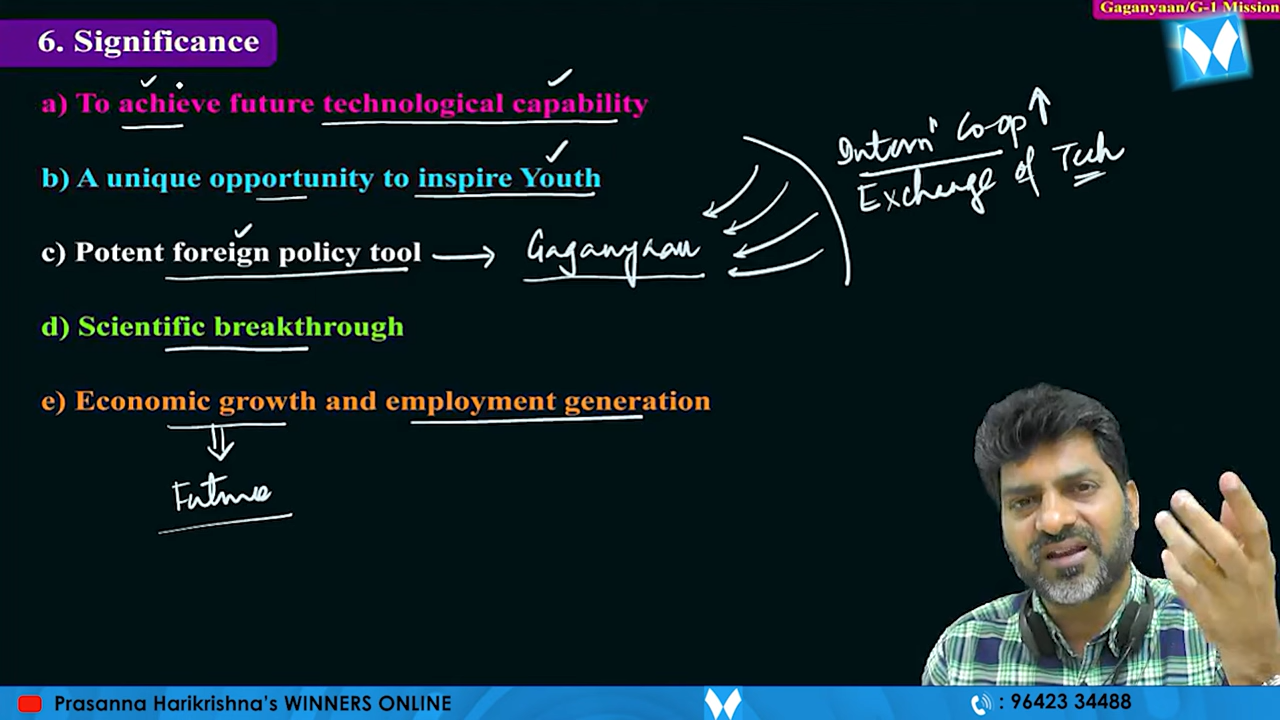 Gaganyaan/G-1 Mission
6. Significance
a) To achieve future technological capability
Intern" Co-op
Exchange of Tech
b) A unique opportunity to inspire Youth
c) Potent foreign policy tool → Gaganyaan
d) Scientific breakthrough
e) Economic growth and employment generation
Future
Prasanna Harikrishna's WINNERS ONLINE
: 96423 34488